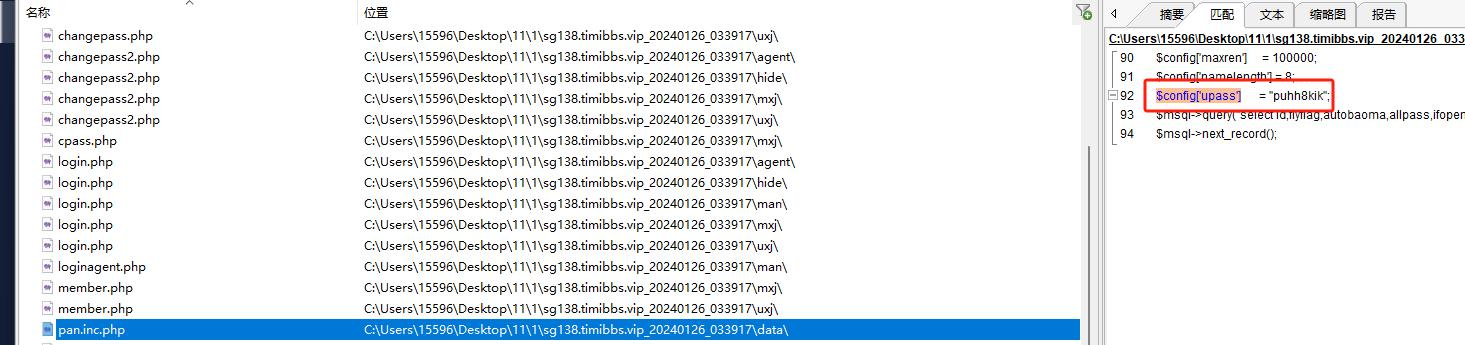 名称 位置
changepass.php C:\Users\15596\Desktop\11\1\sg138.timibbs.vip_20240126_033917\uxj\
changepass2.php C:\Users\15596\Desktop\11\1\sg138.timibbs.vip_20240126_033917\agent\
changepass2.php C:\Users\15596\Desktop\11\1\sg138.timibbs.vip_20240126_033917\hide\
changepass2.php C:\Users\15596\Desktop\11\1\sg138.timibbs.vip_20240126_033917\mxj\
changepass2.php C:\Users\15596\Desktop\11\1\sg138.timibbs.vip_20240126_033917\uxj\
cpass.php C:\Users\15596\Desktop\11\1\sg138.timibbs.vip_20240126_033917\mxj\
login.php C:\Users\15596\Desktop\11\1\sg138.timibbs.vip_20240126_033917\agent\
login.php C:\Users\15596\Desktop\11\1\sg138.timibbs.vip_20240126_033917\hide\
login.php C:\Users\15596\Desktop\11\1\sg138.timibbs.vip_20240126_033917\man\
login.php C:\Users\15596\Desktop\11\1\sg138.timibbs.vip_20240126_033917\mxj\
login.php C:\Users\15596\Desktop\11\1\sg138.timibbs.vip_20240126_033917\uxj\
loginagent.php C:\Users\15596\Desktop\11\1\sg138.timibbs.vip_20240126_033917\man\
member.php C:\Users\15596\Desktop\11\1\sg138.timibbs.vip_20240126_033917\mxj\
member.php C:\Users\15596\Desktop\11\1\sg138.timibbs.vip_20240126_033917\uxj\
pan.inc.php C:\Users\15596\Desktop\11\1\sg138.timibbs.vip_20240126_033917\data\
摘要 匹配 文本 缩略图 报告
C:\Users\15596\Desktop\11\1\sg138.timibbs.vip_20240126_033
90 $config['maxren'] = 100000;
91 $config['namelength'] = 8;
92 $config['upass'] = "puhh8kik";
93 $msql->query("select id,flyflag,autobaoma,allpass,ifopen
94 $msql->next_record();